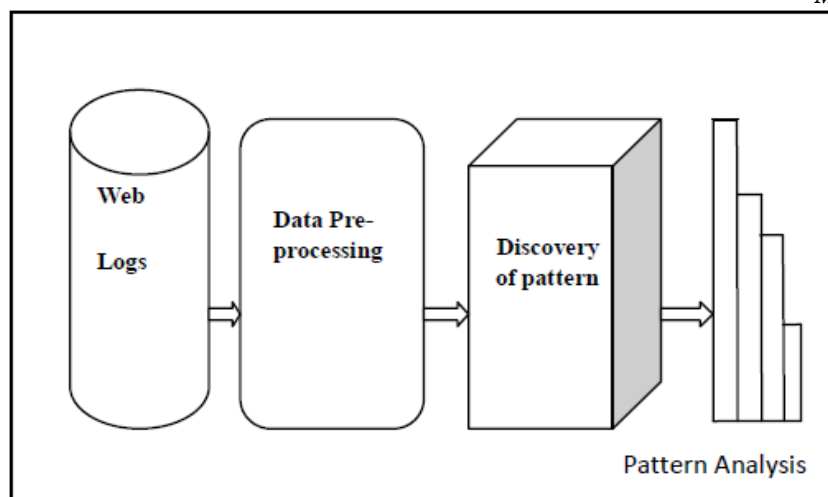 Web
Logs
Data Pre-
processing
Discovery
of pattern
Pattern Analysis